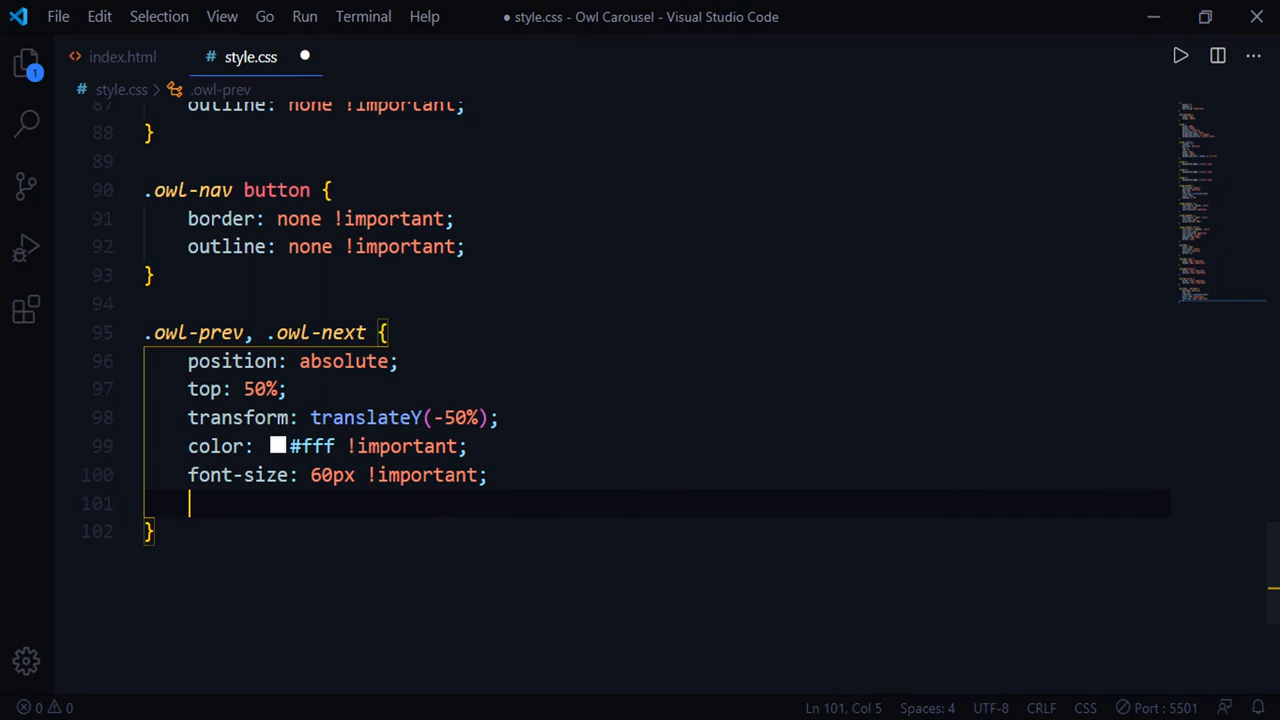 File Edit Selection View Go Run Terminal Help ● style.css - Owl Carousel - Visual Studio Code
index.html # style.css
# style.css > .owl-prev
1
87 outline: none !important;
88 }
89
90 .owl-nav button {
91 border: none !important;
92 outline: none !important;
93 }
94
95 .owl-prev, .owl-next {
96 position: absolute;
97 top: 50%;
98 transform: translateY(-50%);
99 color: #fff !important;
100 font-size: 60px !important;
101
102 }
0 0 Ln 101, Col 5 Spaces: 4 UTF-8 CRLF CSS Port : 5501